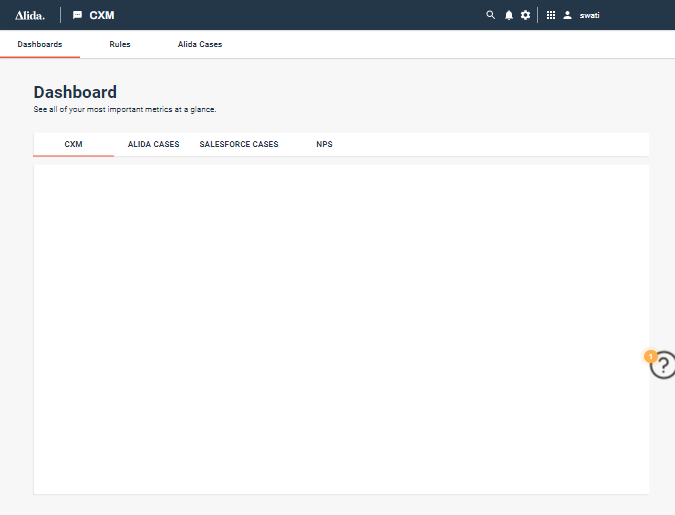 Alida. CXM swati
Dashboards Rules Alida Cases
Dashboard
See all of your most important metrics at a glance.
CXM ALIDA CASES SALESFORCE CASES NPS
1
?